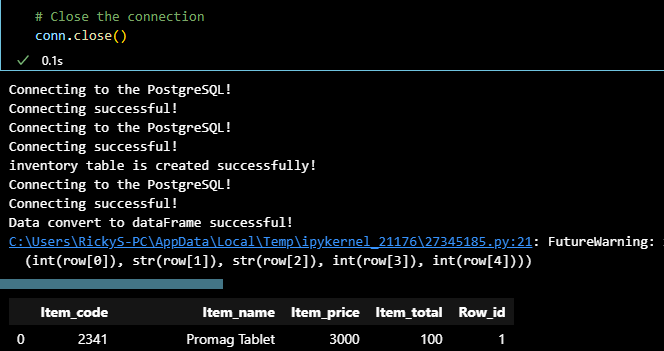 # Close the connection
conn.close()
0.1s
Connecting to the PostgreSQL!
Connecting successful!
Connecting to the PostgreSQL!
Connecting successful!
inventory table is created successfully!
Connecting to the PostgreSQL!
Connecting successful!
Data convert to dataFrame successful!
C:\Users\RickyS-PC\AppData\Local\Temp\ipykernel_21176\27345185.py:21: FutureWarning:
(int(row[0]), str(row[1]), str(row[2]), int(row[3]), int(row[4])))
Item_code Item_name Item_price Item_total Row_id
0 2341 Promag Tablet 3000 100 1